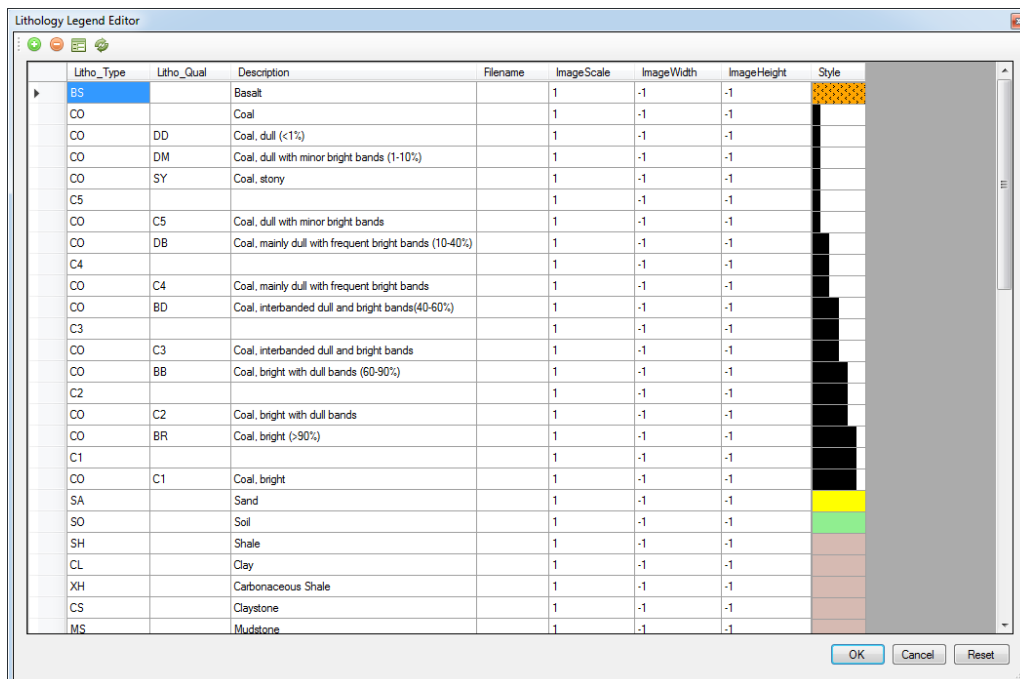 Lithology Legend Editor
Litho_Type Litho_Qual Description Filename ImageScale ImageWidth ImageHeight Style
BS Basalt 1 -1 -1
CO Coal 1 -1 -1
CO DD Coal, dull (<1%) 1 -1 -1
CO DM Coal, dull with minor bright bands (1-10%) 1 -1 -1
CO SY Coal, stony 1 -1 -1
C5 1 -1 -1
CO C5 Coal, dull with minor bright bands 1 -1 -1
CO DB Coal, mainly dull with frequent bright bands (10-40%) 1 -1 -1
C4 1 -1 -1
CO C4 Coal, mainly dull with frequent bright bands 1 -1 -1
CO BD Coal, interbanded dull and bright bands(40-60%) 1 -1 -1
C3 1 -1 -1
CO C3 Coal, interbanded dull and bright bands 1 -1 -1
CO BB Coal, bright with dull bands (60-90%) 1 -1 -1
C2 1 -1 -1
CO C2 Coal, bright with dull bands 1 -1 -1
CO BR Coal, bright (>90%) 1 -1 -1
C1 1 -1 -1
CO C1 Coal, bright 1 -1 -1
SA Sand 1 -1 -1
SO Soil 1 -1 -1
SH Shale 1 -1 -1
CL Clay 1 -1 -1
XH Carbonaceous Shale 1 -1 -1
CS Claystone 1 -1 -1
MS Mudstone 1 -1 -1
OK Cancel Reset